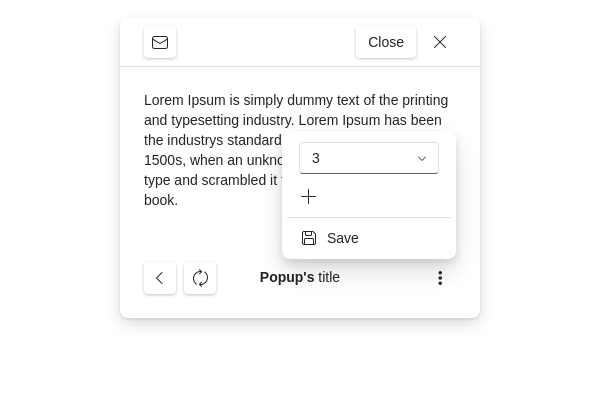 Close
Lorem Ipsum is simply dummy text of the printing
and typesetting industry. Lorem Ipsum has been
the industrys standard
1500s, when an
type and scrambled it
book.
3
Save
Popup's title